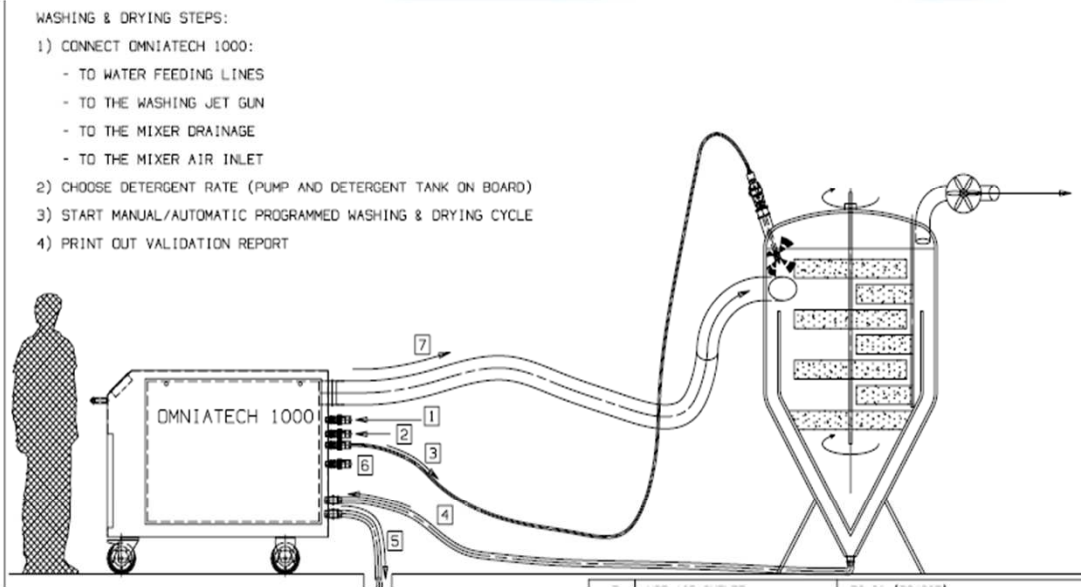 WASHING & DRYING STEPS:
1) CONNECT OMNIATECH 1000:
- TO WATER FEEDING LINES
- TO THE WASHING JET GUN
- TO THE MIXER DRAINAGE
- TO THE MIXER AIR INLET
2) CHOOSE DETERGENT RATE (PUMP AND DETERGENT TANK ON BOARD)
3) START MANUAL/AUTOMATIC PROGRAMMED WASHING & DRYING CYCLE
4) PRINT OUT VALIDATION REPORT
7
OMNIATECH 1000
1
2
3
6
4
5